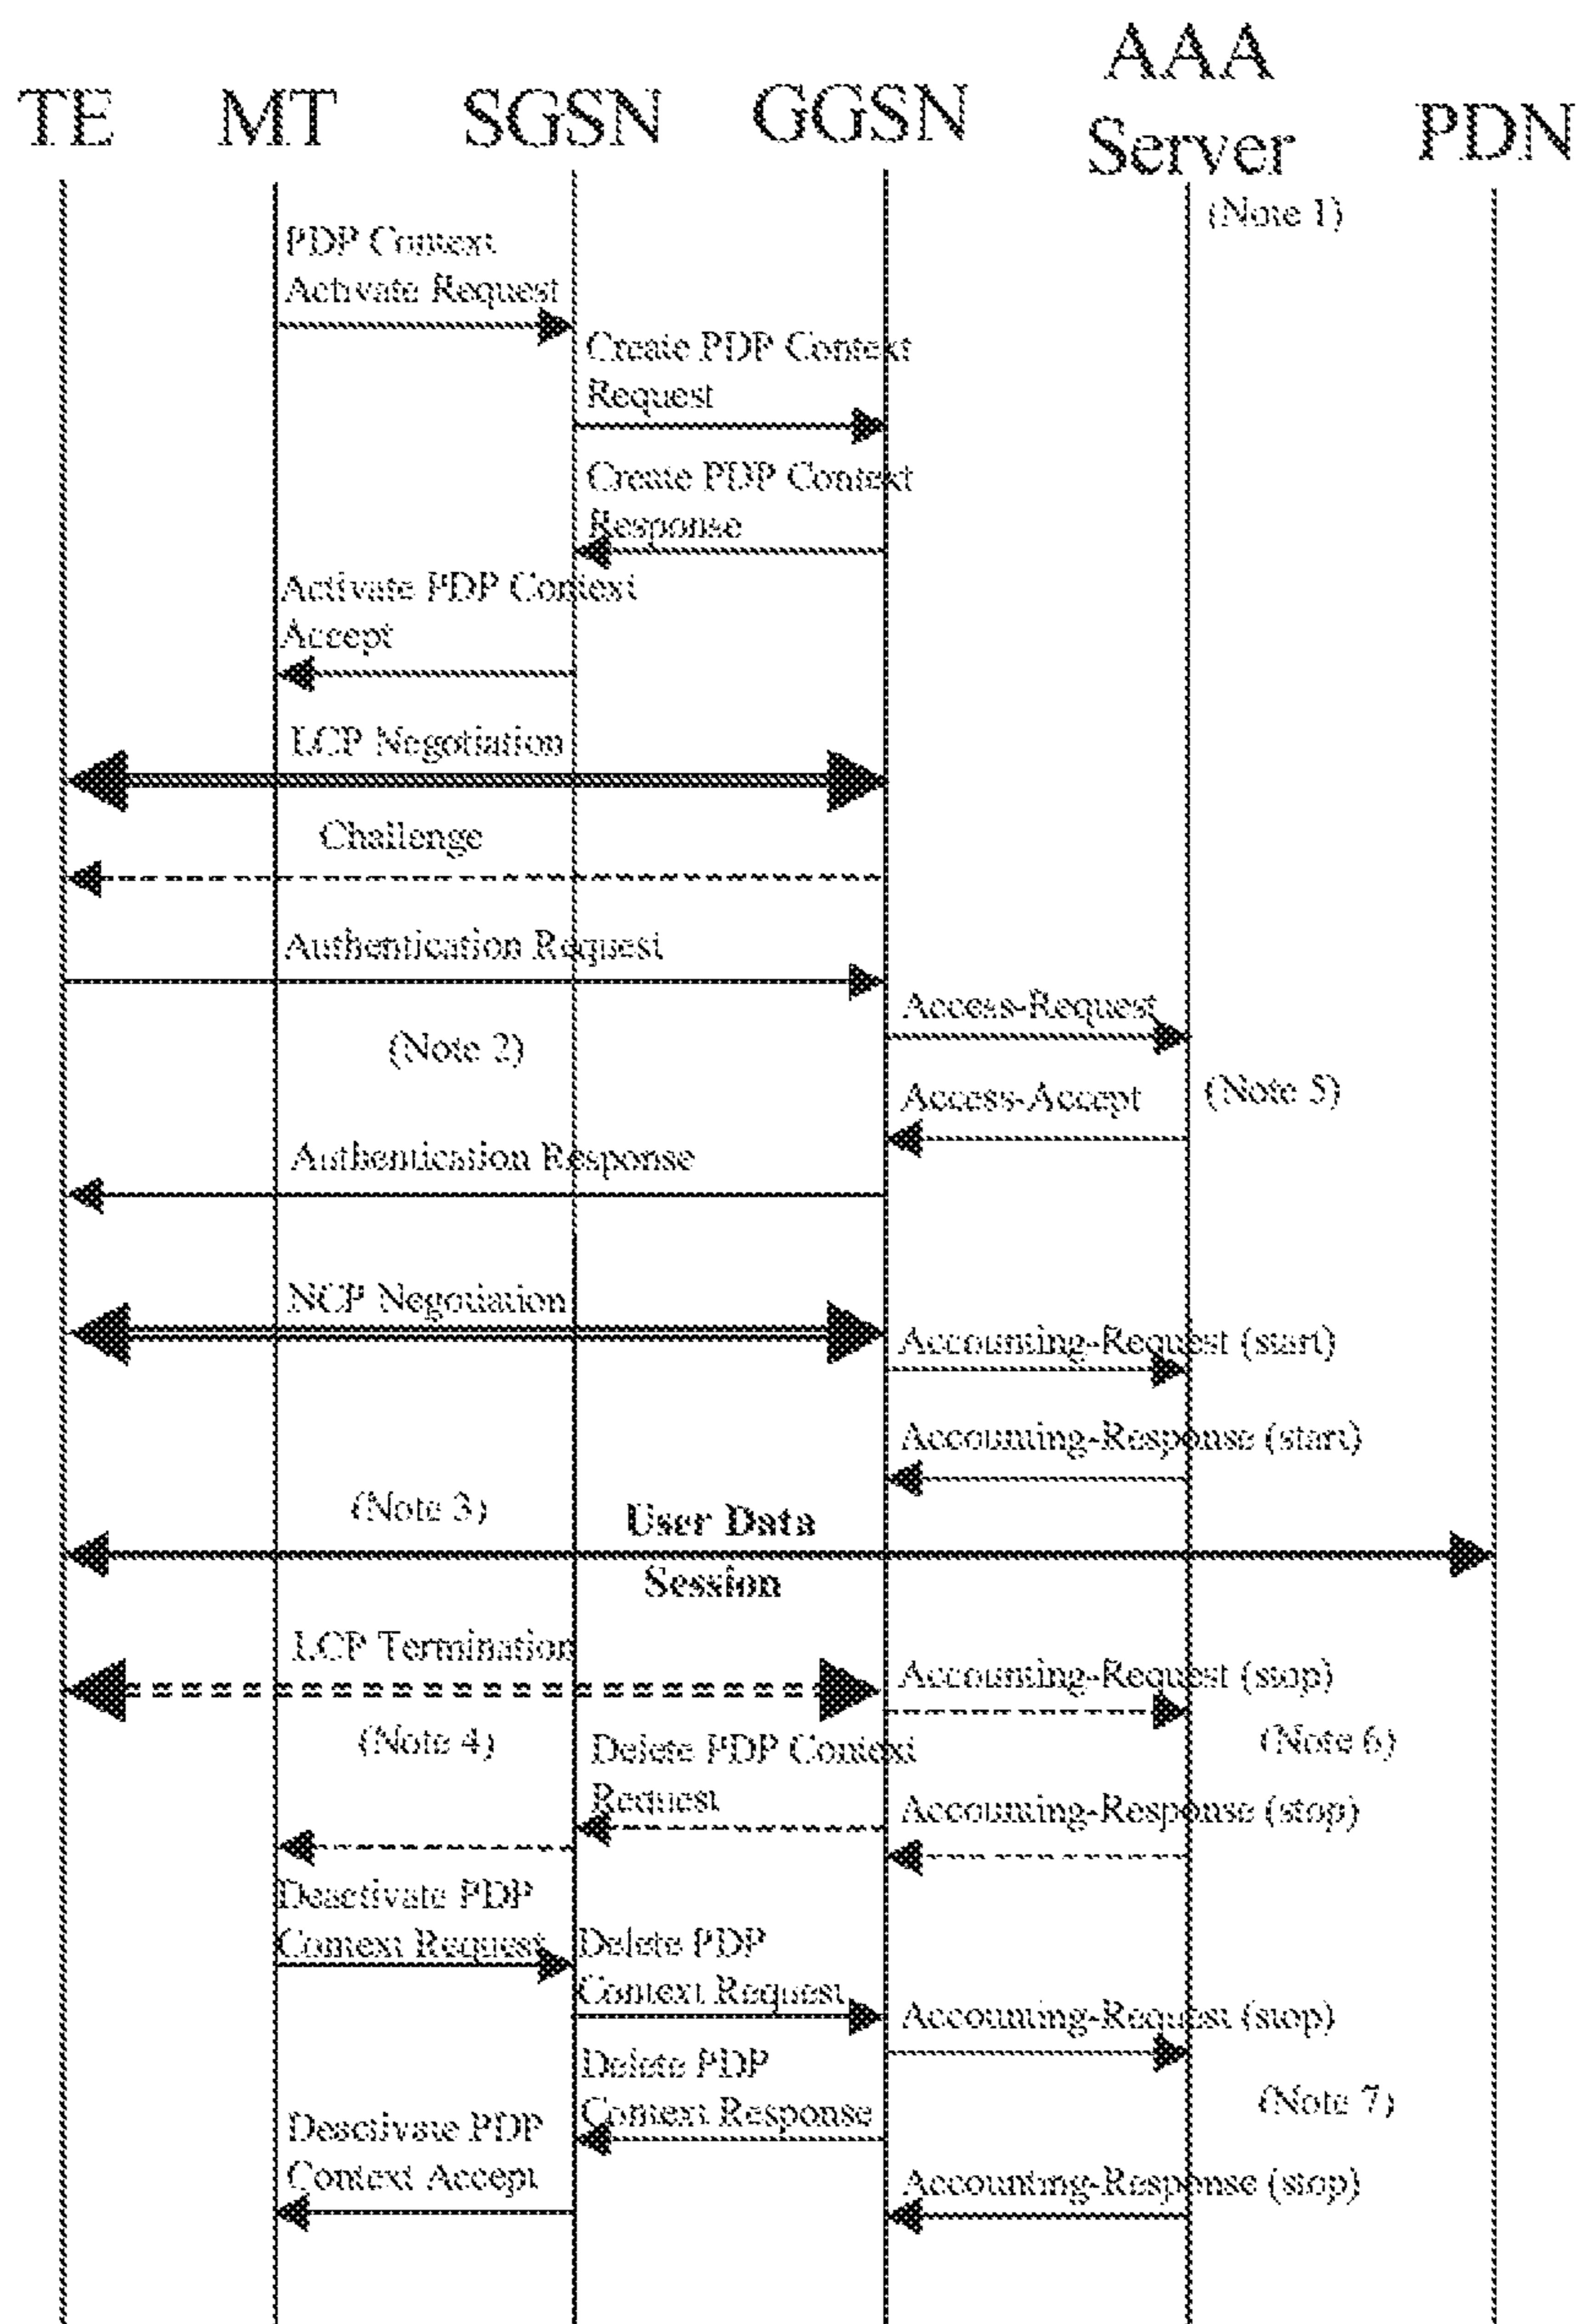 AAA
TE MT SGSN GGSN Server PDN
(Note 1)
PDP Context
Activate Request
Create PDP Context
Request
Create PDP Context
Response
Activate PDP Context
Accept
LCP Negotiation
Challenge
Authentication Request
Access-Request
(Note 2)
Access-Accept (Note 5)
Authentication Response
NCP Negotiation
Accounting-Request (start)
Accounting-Response (start)
(Note 3)
User Data
Session
LCP Termination
Accounting-Request (stop)
(Note 4) (Note 6)
Delete PDP Context
Request
Accounting-Response (stop)
Deactivate PDP
Context Request
Delete PDP
Context Request
Accounting-Request (stop)
Delete PDP
Context Response
(Note 7)
Deactivate PDP
Context Accept
Accounting-Response (stop)